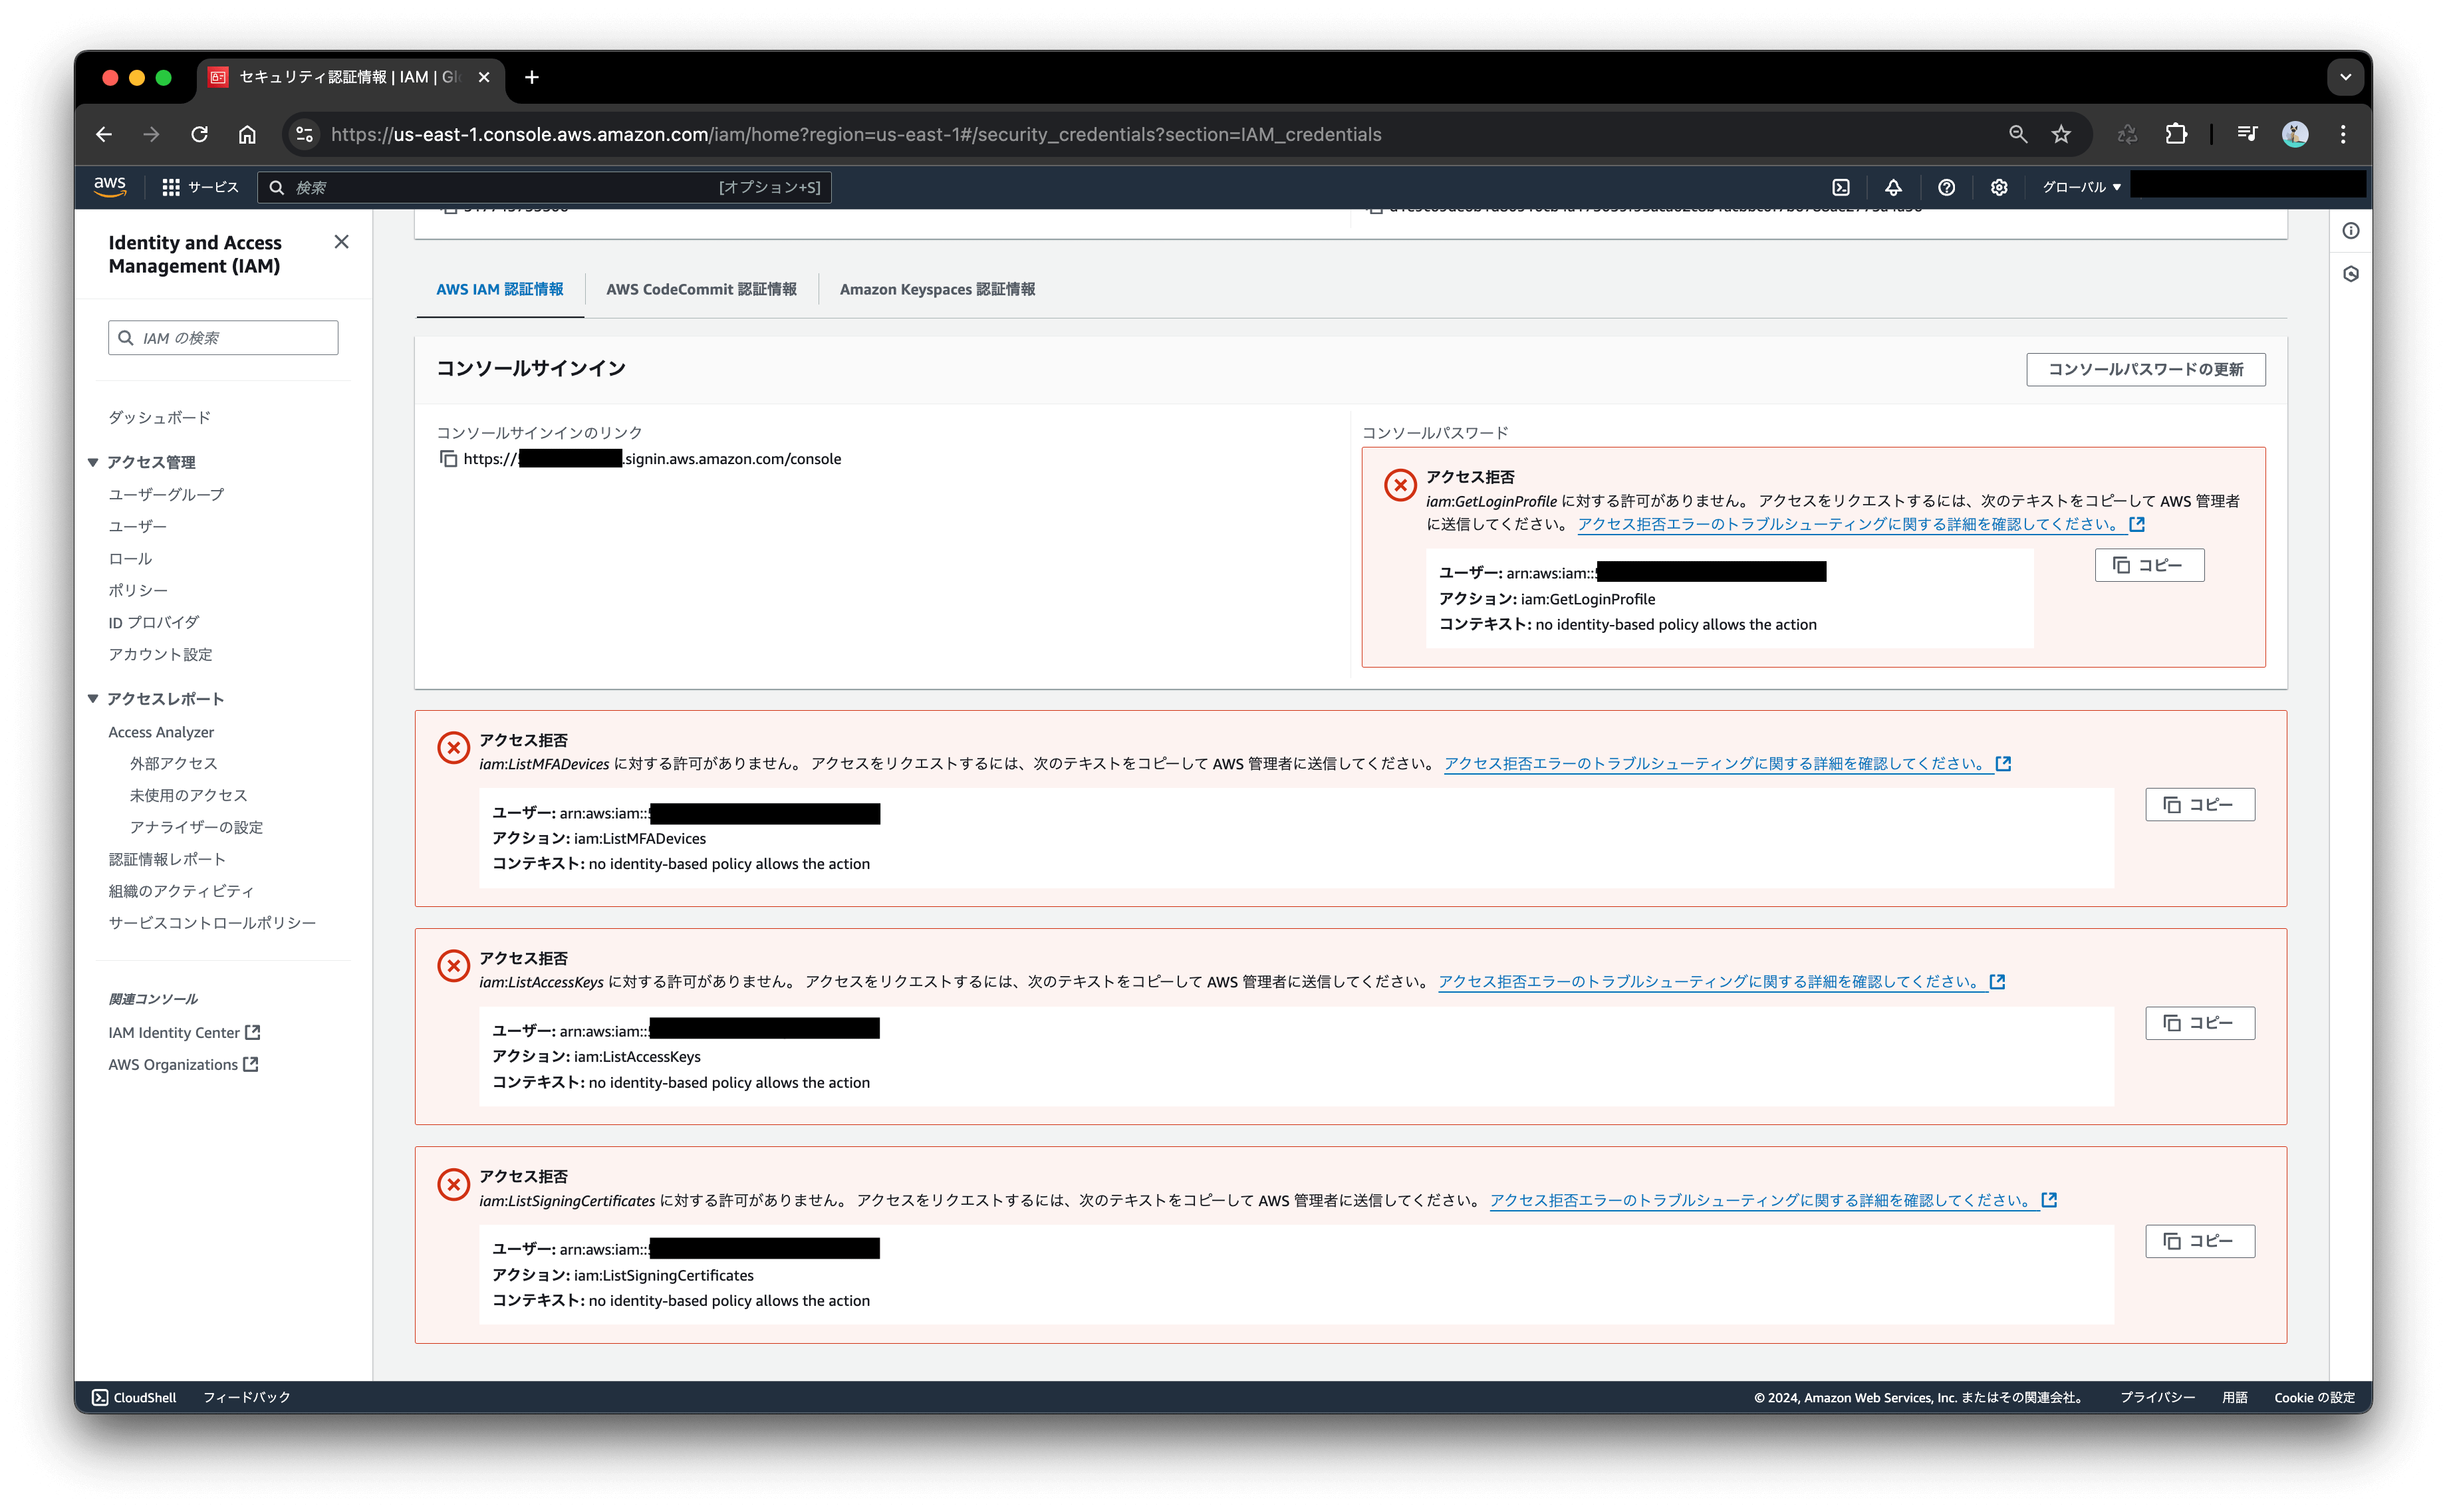 セキュリティ認証情報 | IAM | Gl
https://us-east-1.console.aws.amazon.com/iam/home?region=us-east-1#/security_credentials?section=IAM_credentials
aws
サービス
検索
[オプション+S]
グローバル
Identity and Access
Management (IAM)
IAM の検索
ダッシュボード
アクセス管理
ユーザーグループ
ユーザー
ロール
ポリシー
ID プロバイダ
アカウント設定
アクセスレポート
Access Analyzer
外部アクセス
未使用のアクセス
アナライザーの設定
認証情報レポート
組織のアクティビティ
サービスコントロールポリシー
関連コンソール
IAM Identity Center
AWS Organizations
AWS IAM 認証情報
AWS CodeCommit 認証情報
Amazon Keyspaces 認証情報
コンソールサインイン
コンソールパスワードの更新
コンソールサインインのリンク
https://
.signin.aws.amazon.com/console
コンソールパスワード
アクセス拒否
iam:GetLoginProfile に対する許可がありません。 アクセスをリクエストするには、次のテキストをコピーして AWS 管理者
に送信してください。 アクセス拒否エラーのトラブルシューティングに関する詳細を確認してください。
ユーザー: arn:aws:iam::
アクション: iam:GetLoginProfile
コンテキスト: no identity-based policy allows the action
コピー
アクセス拒否
iam:ListMFADevices に対する許可がありません。 アクセスをリクエストするには、次のテキストをコピーして AWS 管理者に送信してください。 アクセス拒否エラーのトラブルシューティングに関する詳細を確認してください。
ユーザー: arn:aws:iam::
アクション: iam:ListMFADevices
コンテキスト: no identity-based policy allows the action
コピー
アクセス拒否
iam:ListAccessKeys に対する許可がありません。 アクセスをリクエストするには、次のテキストをコピーして AWS 管理者に送信してください。 アクセス拒否エラーのトラブルシューティングに関する詳細を確認してください。
ユーザー: arn:aws:iam::
アクション: iam:ListAccessKeys
コンテキスト: no identity-based policy allows the action
コピー
アクセス拒否
iam:ListSigningCertificates に対する許可がありません。 アクセスをリクエストするには、次のテキストをコピーして AWS 管理者に送信してください。 アクセス拒否エラーのトラブルシューティングに関する詳細を確認してください。
ユーザー: arn:aws:iam::
アクション: iam:ListSigningCertificates
コンテキスト: no identity-based policy allows the action
コピー
CloudShell
フィードバック
© 2024, Amazon Web Services, Inc. またはその関連会社。
プライバシー
用語
Cookie の設定